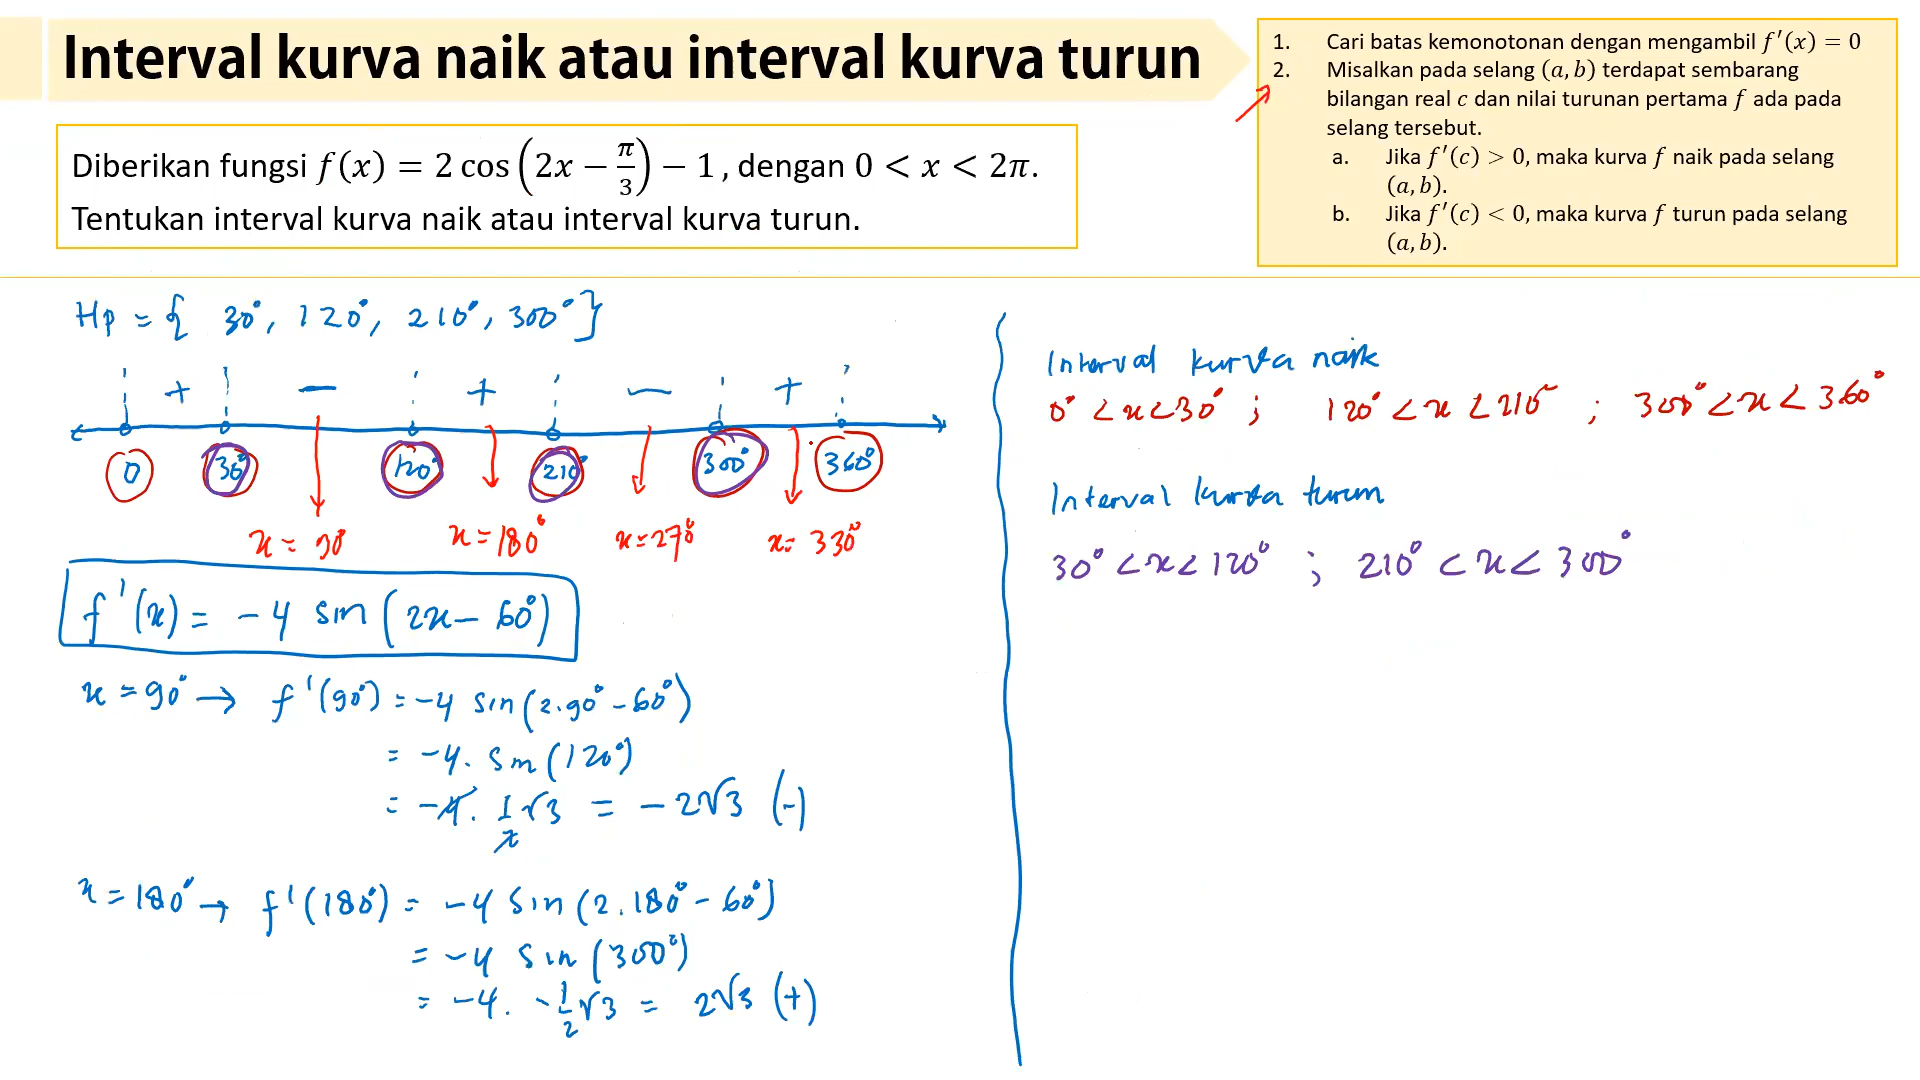 Interval kurva naik atau interval kurva turun
1. Cari batas kemonotonan dengan mengambil f′(x) = 0
2. Misalkan pada selang (a, b) terdapat sembarang
bilangan real c dan nilai turunan pertama f ada pada
selang tersebut.
a. Jika f′(c) > 0, maka kurva f naik pada selang
(a, b).
b. Jika f′(c) < 0, maka kurva f turun pada selang
(a, b).
Diberikan fungsi f(x) = 2 cos(2x − π/3) − 1, dengan 0 < x < 2π.
Tentukan interval kurva naik atau interval kurva turun.
Hp = { 30°, 120°, 210°, 300° }
+ − + − +
0 30° 120° 210° 300° 360°
x = 90° x = 180° x = 270° x = 330°
f'(x) = −4 sin (2x − 60°)
x = 90° → f'(90°) = −4 sin (2.90° − 60°)
= −4. sin (120°)
= −4. 1/2 √3 = −2√3 (−)
x = 180° → f'(180°) = −4 sin (2.180° − 60°)
= −4 sin (300°)
= −4. −1/2 √3 = 2√3 (+)
Interval kurva naik
0° < x < 30° ; 120° < x < 210° ; 300° < x < 360°
Interval kurva turun
30° < x < 120° ; 210° < x < 300°